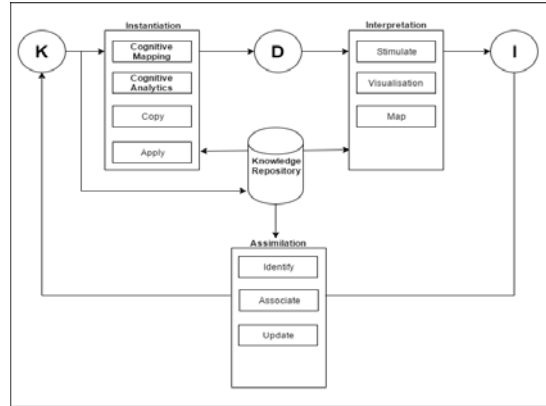 Instantiation
Interpretation
K
Cognitive
Mapping
D
Stimulate
I
Cognitive
Analytics
Visualisation
Copy
Map
Apply
Knowledge
Repository
Assimilation
Identify
Associate
Update